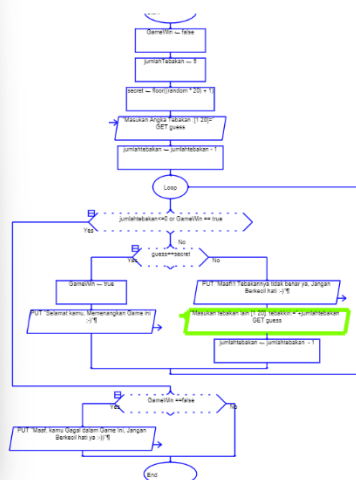 GameWin ← false
jumlahTebakan ← 5
secret ← floor((random * 20) + 1)
"Masukan Angka Tebakan [1 20]="
GET guess
jumlahtebakan ← jumlahtebakan - 1
Loop
jumlahtebakan<=0 or GameWin == true
Yes
No
guess==secret
Yes
No
GameWin ← true
PUT "Maaf!! Tebakannya tidak benar ya, Jangan
Berkecil hati :-)"¶
PUT "Selamat kamu, Memenangkan Game ini
:-)"¶
"Masukan tebakan lain [1 20]
="+jumlahtebakan
GET guess
jumlahtebakan ← jumlahtebakan - 1
GameWin ==false
Yes
No
PUT "Maaf, kamu Gagal dalam Game Ini, Jangan
Berkecil hati ya :-))"¶
End